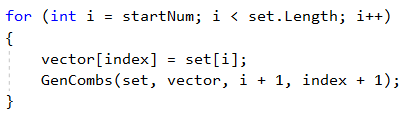 for (int i = startNum; i < set.Length; i++)
{
    vector[index] = set[i];
    GenCombs(set, vector, i + 1, index + 1);
}